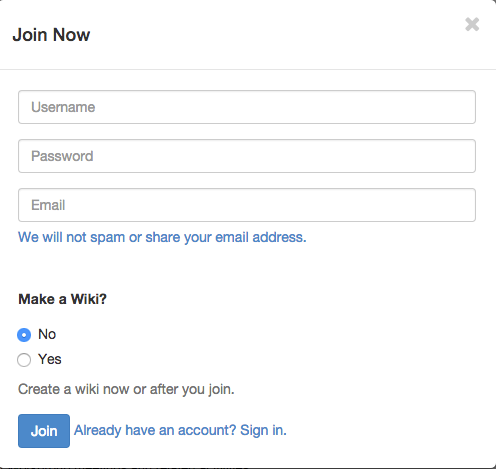 Join Now
Username
Password
Email
We will not spam or share your email address.
Make a Wiki?
No
Yes
Create a wiki now or after you join.
Join Already have an account? Sign in.